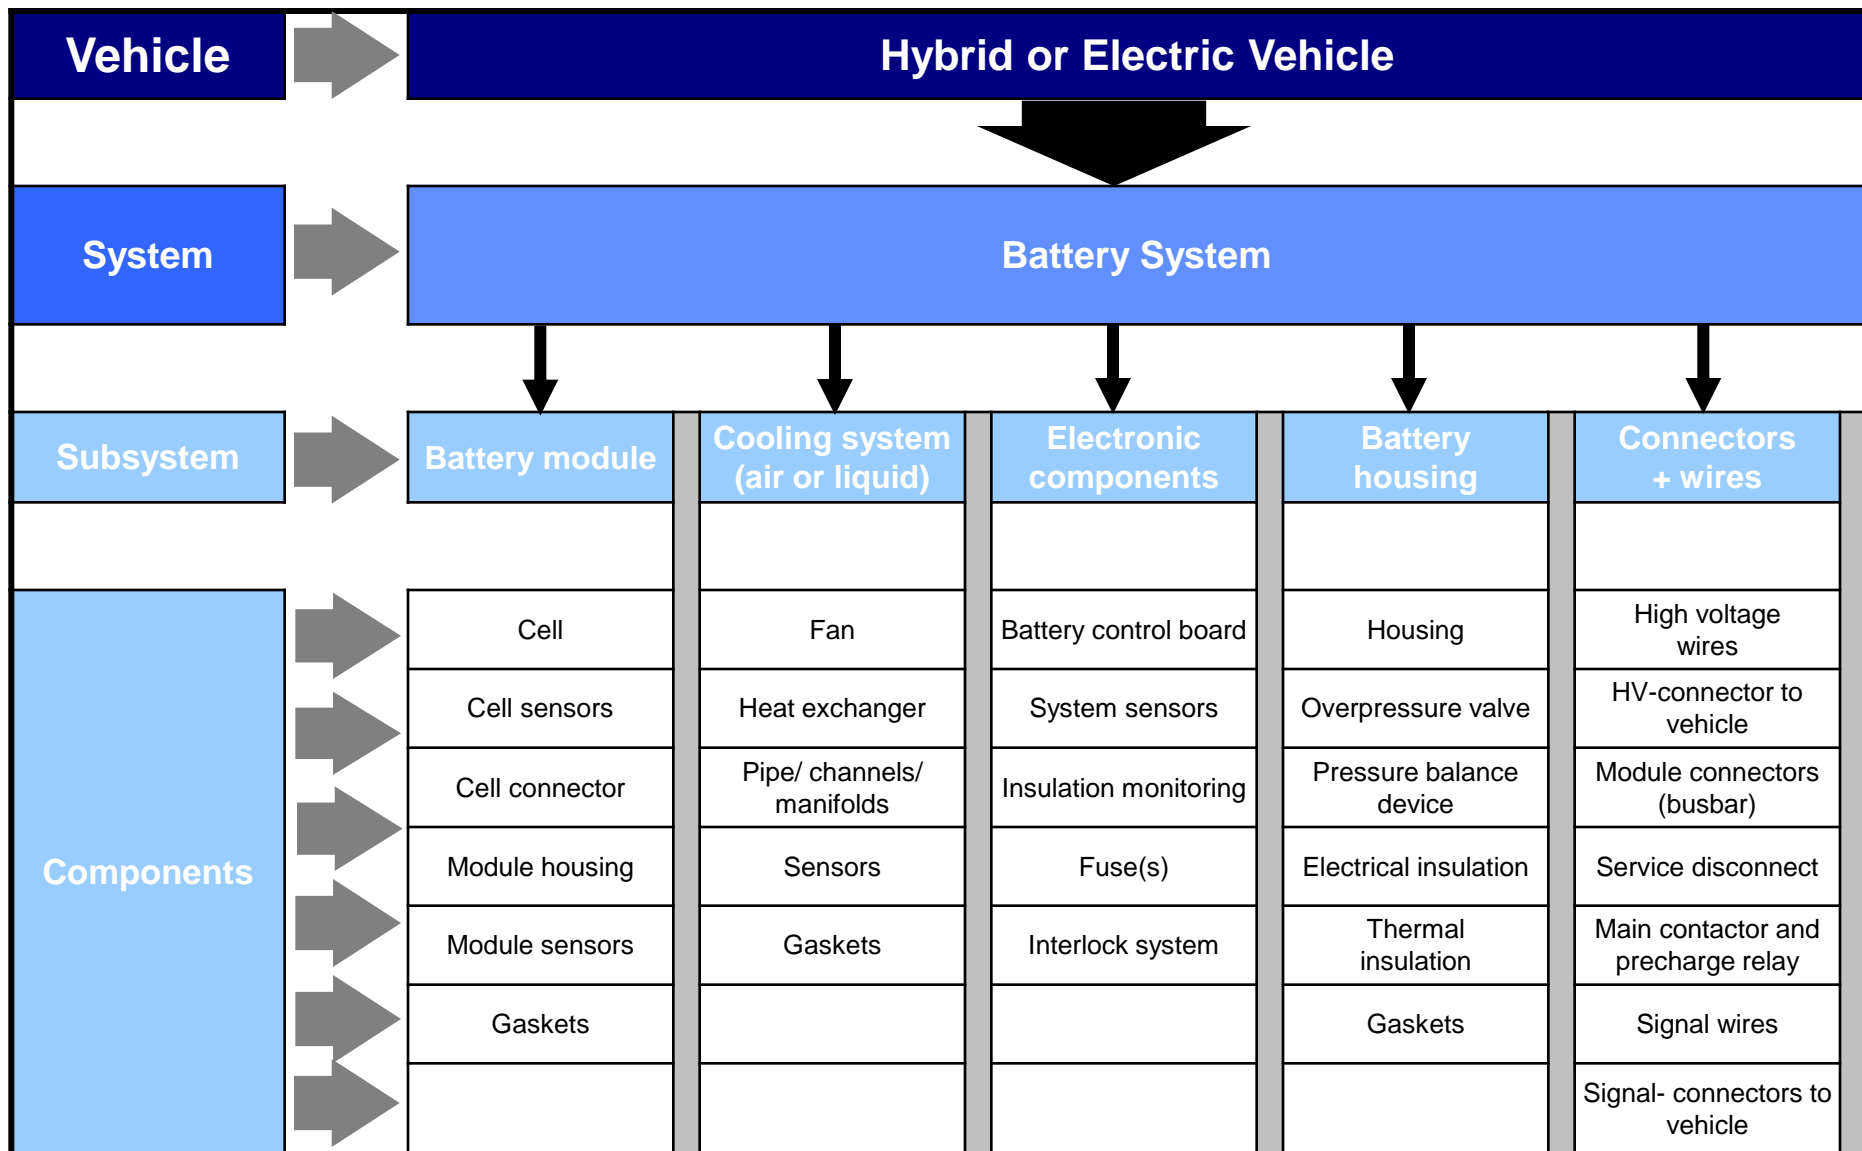 Vehicle
Hybrid or Electric Vehicle
System
Battery System
Subsystem
Battery module
Cooling system
(air or liquid)
Electronic
components
Battery
housing
Connectors
+ wires
Components
Cell
Fan
Battery control board
Housing
High voltage
wires
Cell sensors
Heat exchanger
System sensors
Overpressure valve
HV-connector to
vehicle
Cell connector
Pipe/ channels/
manifolds
Insulation monitoring
Pressure balance
device
Module connectors
(busbar)
Module housing
Sensors
Fuse(s)
Electrical insulation
Service disconnect
Module sensors
Gaskets
Interlock system
Thermal
insulation
Main contactor and
precharge relay
Gaskets
Gaskets
Signal wires
Signal- connectors to
vehicle